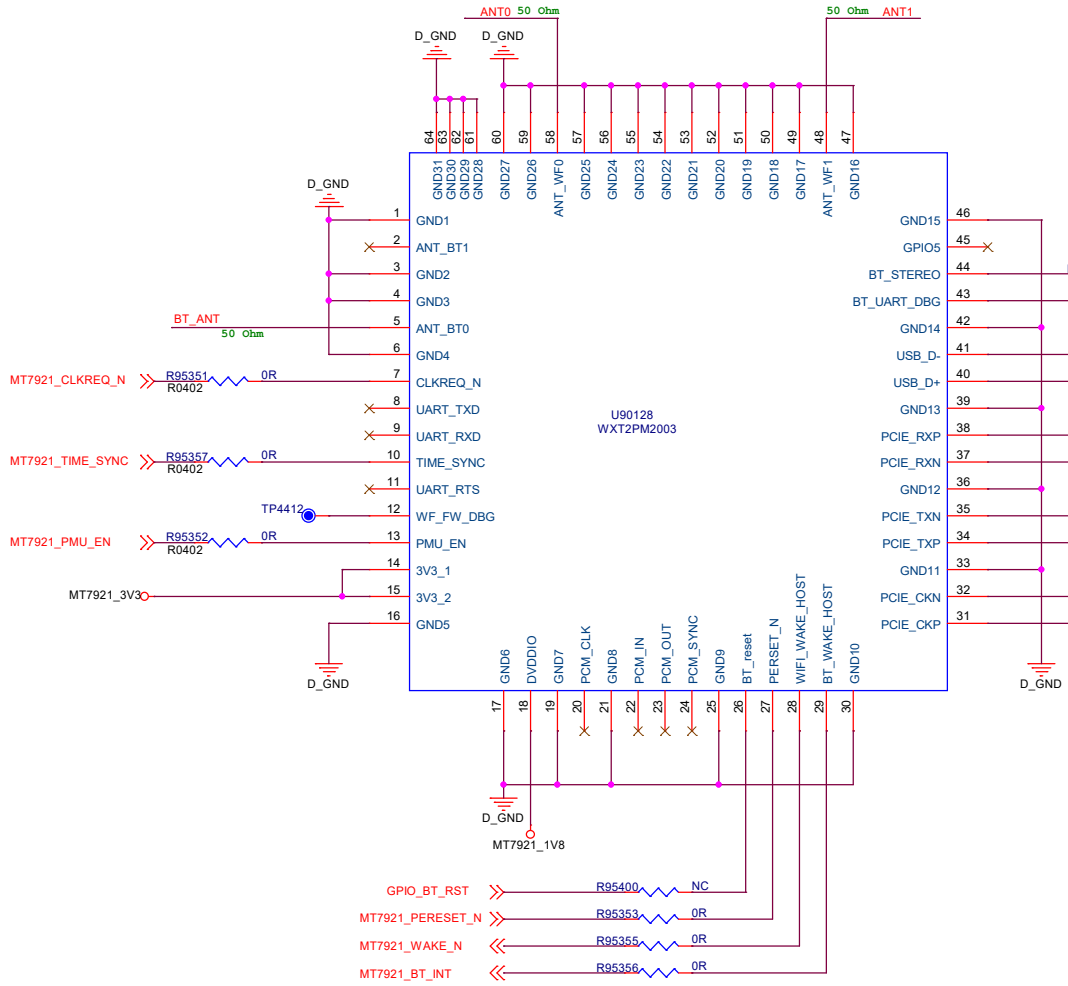 ANT0 50 Ohm
50 Ohm ANT1
D_GND
D_GND
64
63
62
61
60
59
58
57
56
55
54
53
52
51
50
49
48
47
GND31
GND30
GND29
GND28
GND27
GND26
ANT_WF0
GND25
GND24
GND23
GND22
GND21
GND20
GND19
GND18
GND17
ANT_WF1
GND16
D_GND
1 GND1
2 ANT_BT1
3 GND2
4 GND3
BT_ANT
50 Ohm
5 ANT_BT0
6 GND4
MT7921_CLKREQ_N R95351 0R 7 CLKREQ_N
R0402
8 UART_TXD
9 UART_RXD
MT7921_TIME_SYNC R95357 0R 10 TIME_SYNC
R0402
11 UART_RTS
TP4412 12 WF_FW_DBG
MT7921_PMU_EN R95352 0R 13 PMU_EN
R0402
14 3V3_1
MT7921_3V3 15 3V3_2
16 GND5
D_GND
U90128
WXT2PM2003
GND15 46
GPIO5 45
BT_STEREO 44
BT_UART_DBG 43
GND14 42
USB_D- 41
USB_D+ 40
GND13 39
PCIE_RXP 38
PCIE_RXN 37
GND12 36
PCIE_TXN 35
PCIE_TXP 34
GND11 33
PCIE_CKN 32
PCIE_CKP 31
D_GND
GND6
DVDDIO
GND7
PCM_CLK
GND8
PCM_IN
PCM_OUT
PCM_SYNC
GND9
BT_reset
PERSET_N
WIFI_WAKE_HOST
BT_WAKE_HOST
GND10
17
18
19
20
21
22
23
24
25
26
27
28
29
30
D_GND
MT7921_1V8
GPIO_BT_RST R95400 NC
MT7921_PERESET_N R95353 0R
MT7921_WAKE_N R95355 0R
MT7921_BT_INT R95356 0R